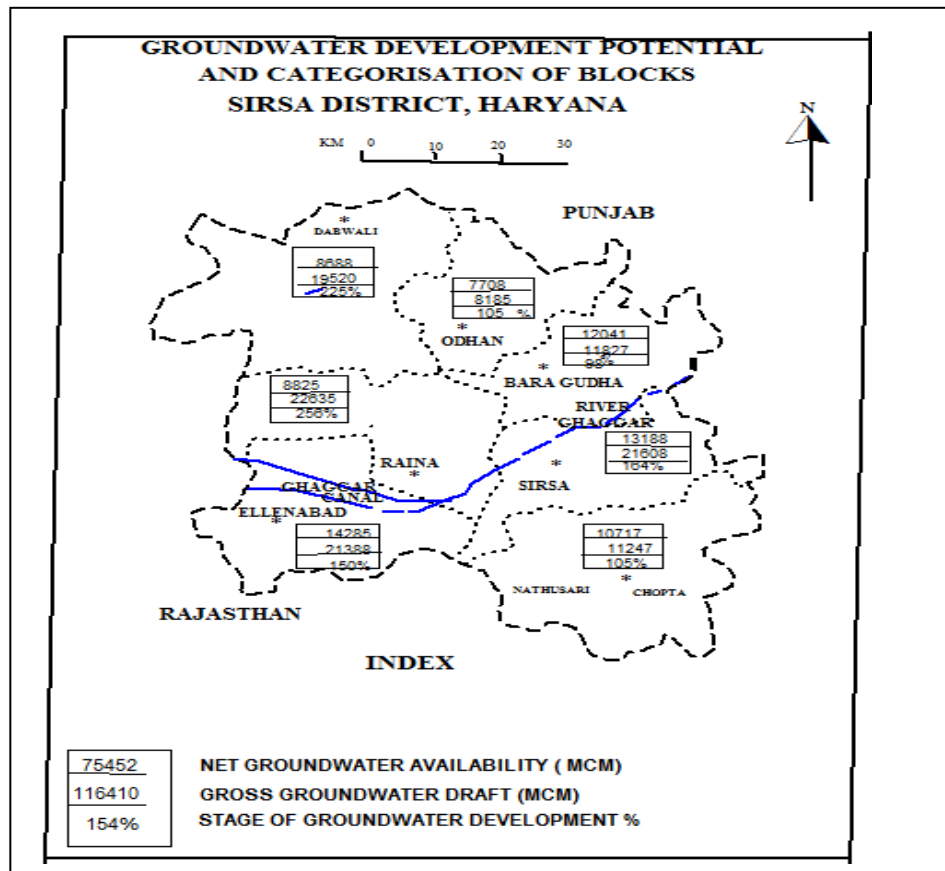 GROUNDWATER DEVELOPMENT POTENTIAL
AND CATEGORISATION OF BLOCKS
SIRSA DISTRICT, HARYANA
KM 0 10 20 30
N
PUNJAB
DABWALI
8688
19520
225%
7708
8185
105 %
ODHAN
12041
11827
98%
BARA GUDHA
8825
22635
256%
RIVER
GHAGGAR
13188
21608
164%
RAINA
SIRSA
GHAGGAR
CANAL
ELLENABAD
14285
21388
150%
10717
11247
105%
NATHUSARI CHOPTA
RAJASTHAN
INDEX
75452 NET GROUNDWATER AVAILABILITY ( MCM)
116410 GROSS GROUNDWATER DRAFT (MCM)
154% STAGE OF GROUNDWATER DEVELOPMENT %